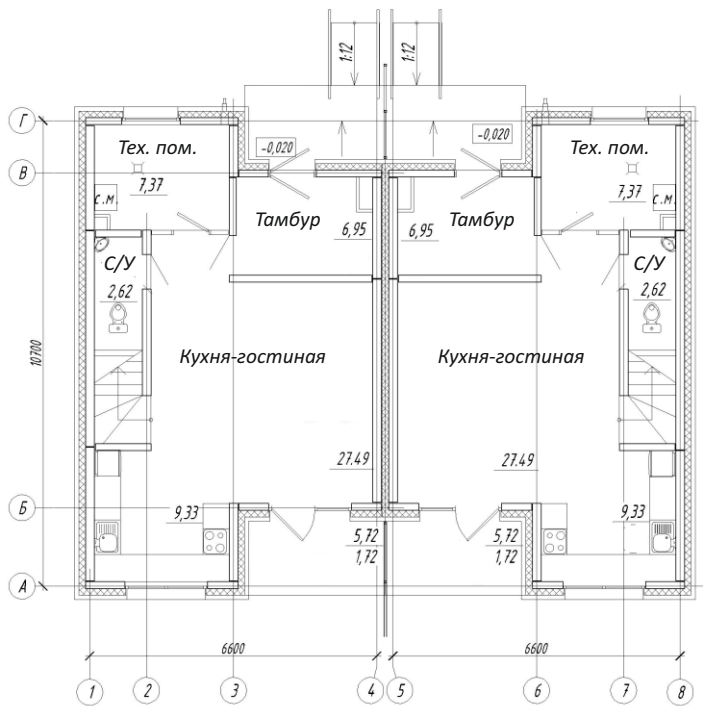 1:12 1:12
Г
-0,020 -0,020
Тех. пом. Тех. пом.
В
7,37 7,37
с.м. с.м.
Тамбур Тамбур
6,95 6,95
С/У С/У
2,62 2,62
10700
Кухня-гостиная Кухня-гостиная
27.49 27.49
Б
9,33 9,33
5,72 5,72
1,72 1,72
А
6600 6600
1 2 3 4 5 6 7 8